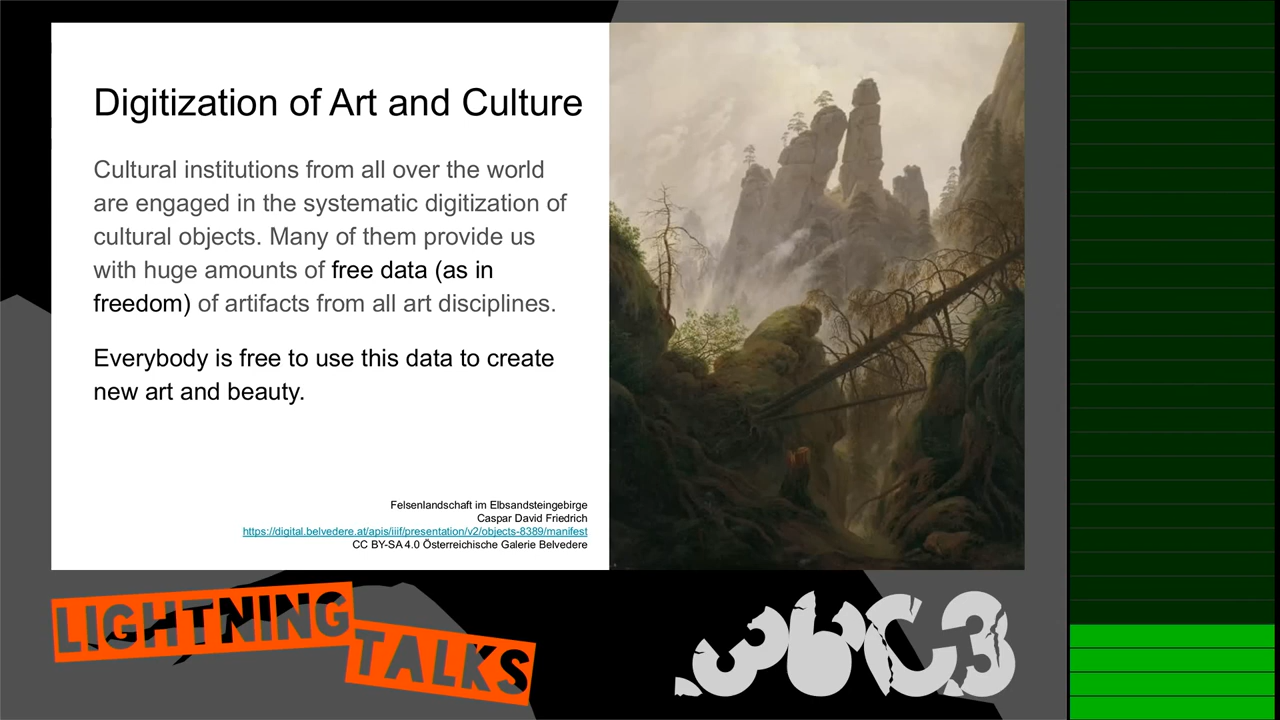 Digitization of Art and Culture
Cultural institutions from all over the world
are engaged in the systematic digitization of
cultural objects. Many of them provide us
with huge amounts of free data (as in
freedom) of artifacts from all art disciplines.
Everybody is free to use this data to create
new art and beauty.
Felsenlandschaft im Elbsandsteingebirge
Caspar David Friedrich
https://digital.belvedere.at/apis/iiif/presentation/v2/objects-8389/manifest
CC BY-SA 4.0 Österreichische Galerie Belvedere
LIGHTNING
TALKS
.36C3